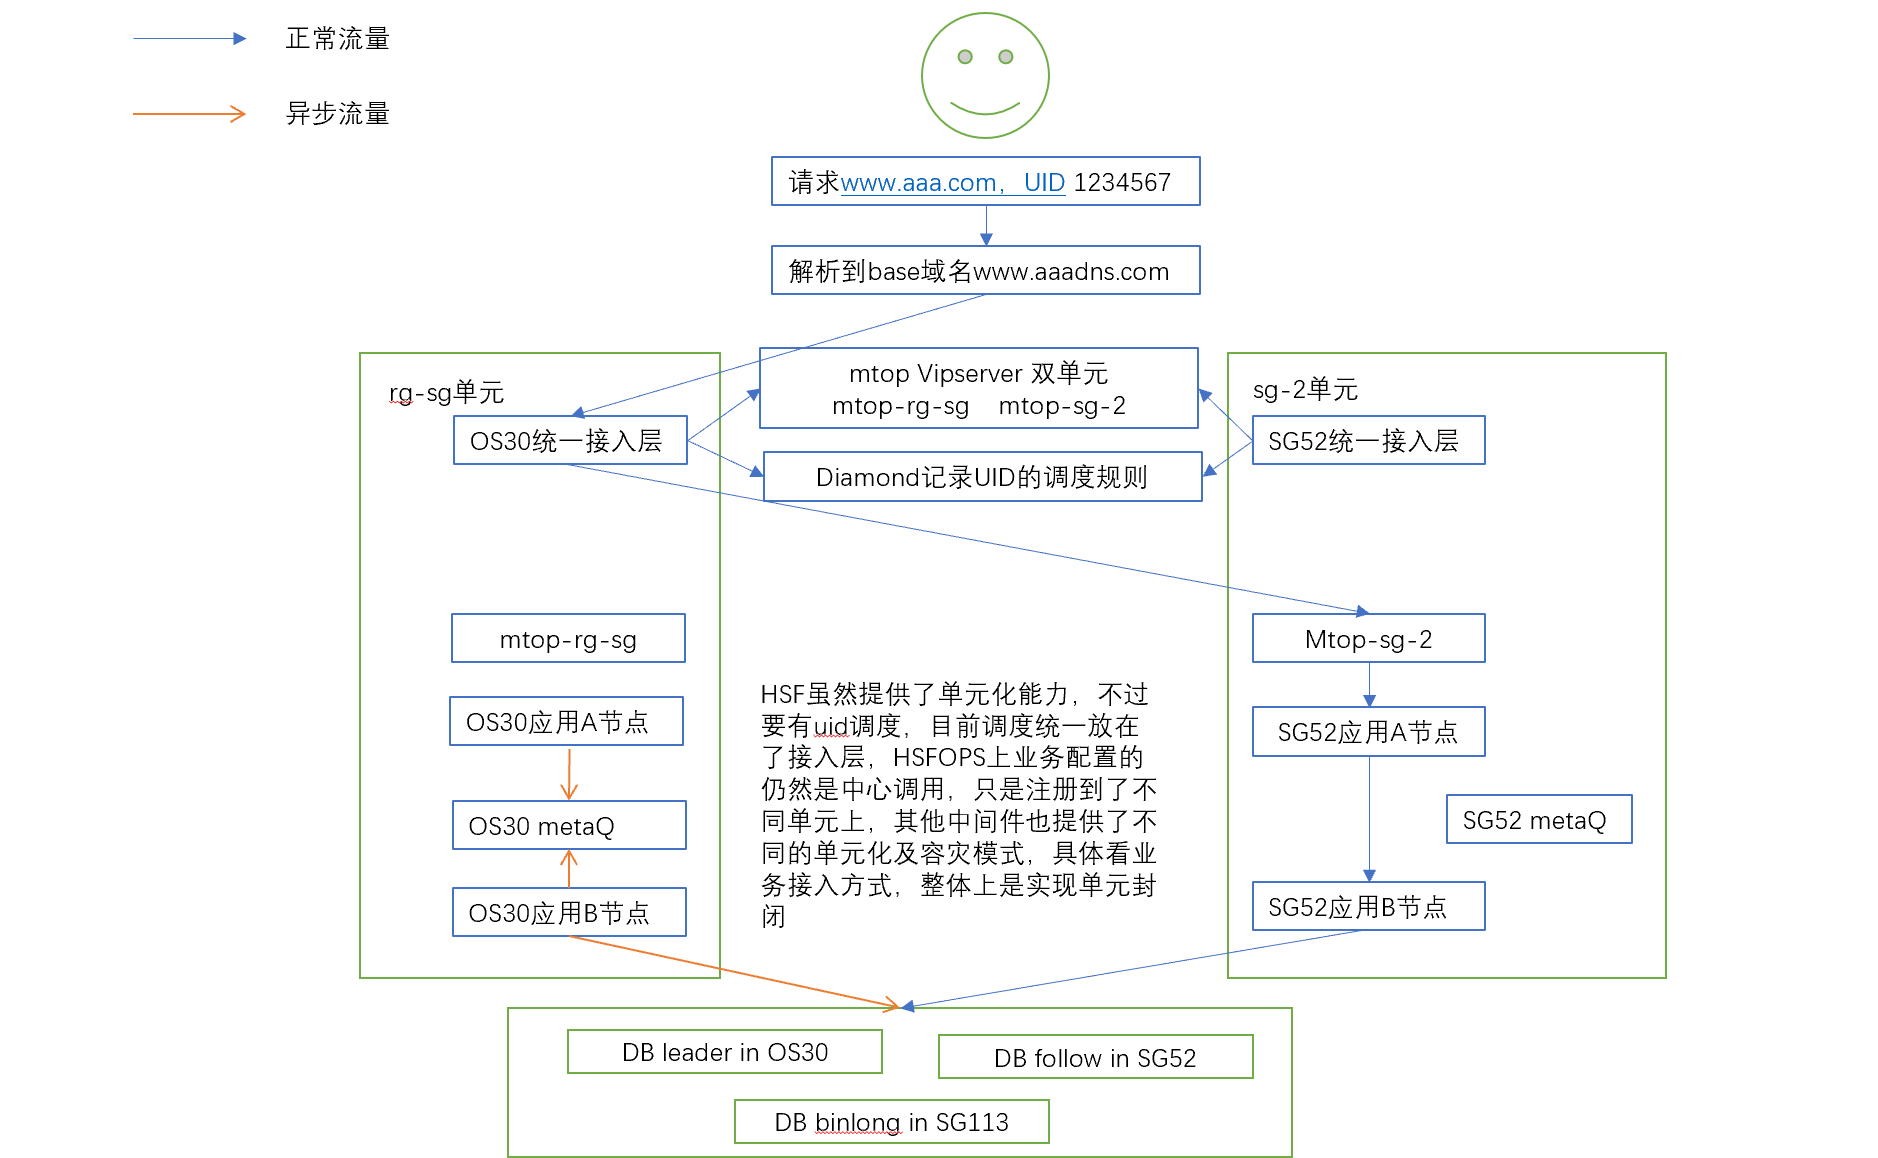 正常流量
异步流量
请求www.aaa.com，UID 1234567
解析到base域名www.aaadns.com
rg-sg单元
mtop Vipserver 双单元
mtop-rg-sg mtop-sg-2
sg-2单元
OS30统一接入层
SG52统一接入层
Diamond记录UID的调度规则
mtop-rg-sg
Mtop-sg-2
OS30应用A节点
SG52应用A节点
HSF虽然提供了单元化能力，不过
要有uid调度，目前调度统一放在
了接入层，HSFOPS上业务配置的
仍然是中心调用，只是注册到了不
同单元上，其他中间件也提供了不
同的单元化及容灾模式，具体看业
务接入方式，整体上是实现单元封
闭
OS30 metaQ
SG52 metaQ
OS30应用B节点
SG52应用B节点
DB leader in OS30
DB follow in SG52
DB binlong in SG113